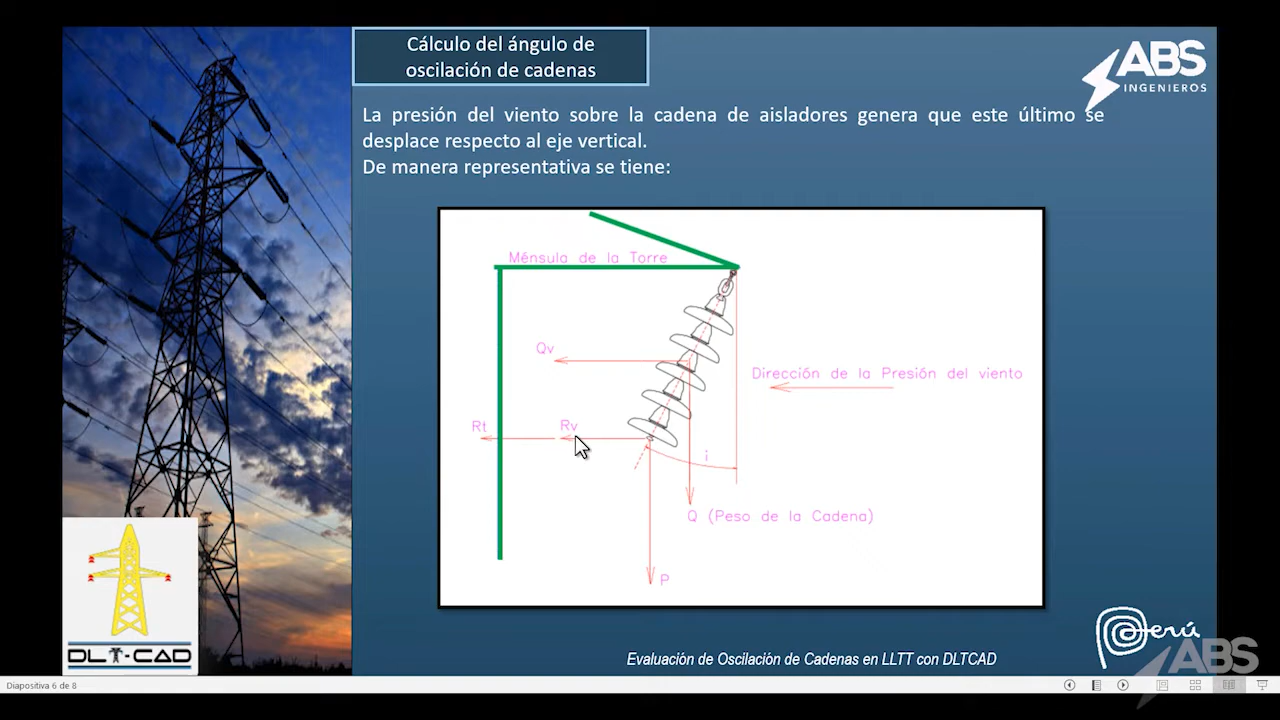 Cálculo del ángulo de
oscilación de cadenas
ABS
INGENIEROS
La presión del viento sobre la cadena de aisladores genera que este último se
desplace respecto al eje vertical.
De manera representativa se tiene:
Ménsula de la Torre
Qv
Dirección de la Presión del viento
Rt
Rv
i
Q (Peso de la Cadena)
P
DLT-CAD
Perú
ABS
Evaluación de Oscilación de Cadenas en LLTT con DLTCAD
Diapositiva 6 de 8